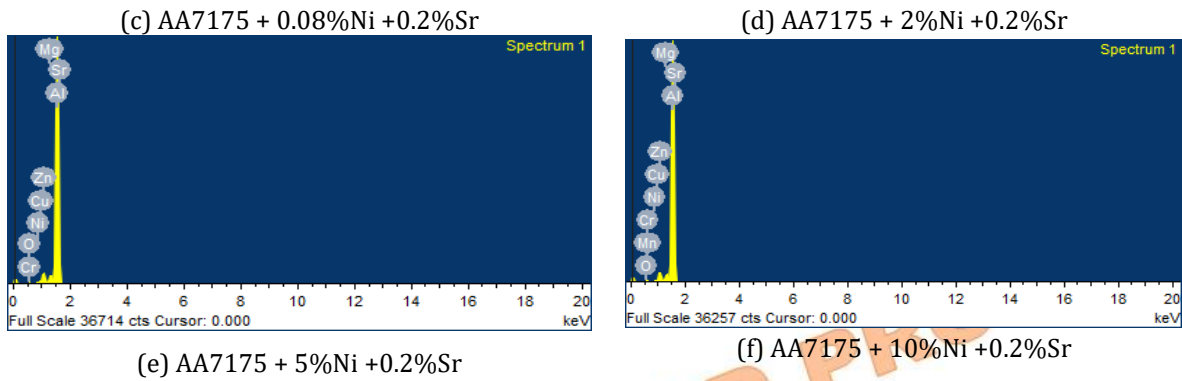 (c) AA7175 + 0.08%Ni +0.2%Sr
(d) AA7175 + 2%Ni +0.2%Sr
Spectrum 1
Mg
Sr
Al
Zn
Cu
Ni
O
Cr
0 2 4 6 8 10 12 14 16 18 20
Full Scale 36714 cts Cursor: 0.000 keV
Spectrum 1
Mg
Sr
Al
Zn
Cu
Ni
Cr
Mn
O
0 2 4 6 8 10 12 14 16 18 20
Full Scale 36257 cts Cursor: 0.000 keV
(e) AA7175 + 5%Ni +0.2%Sr
(f) AA7175 + 10%Ni +0.2%Sr